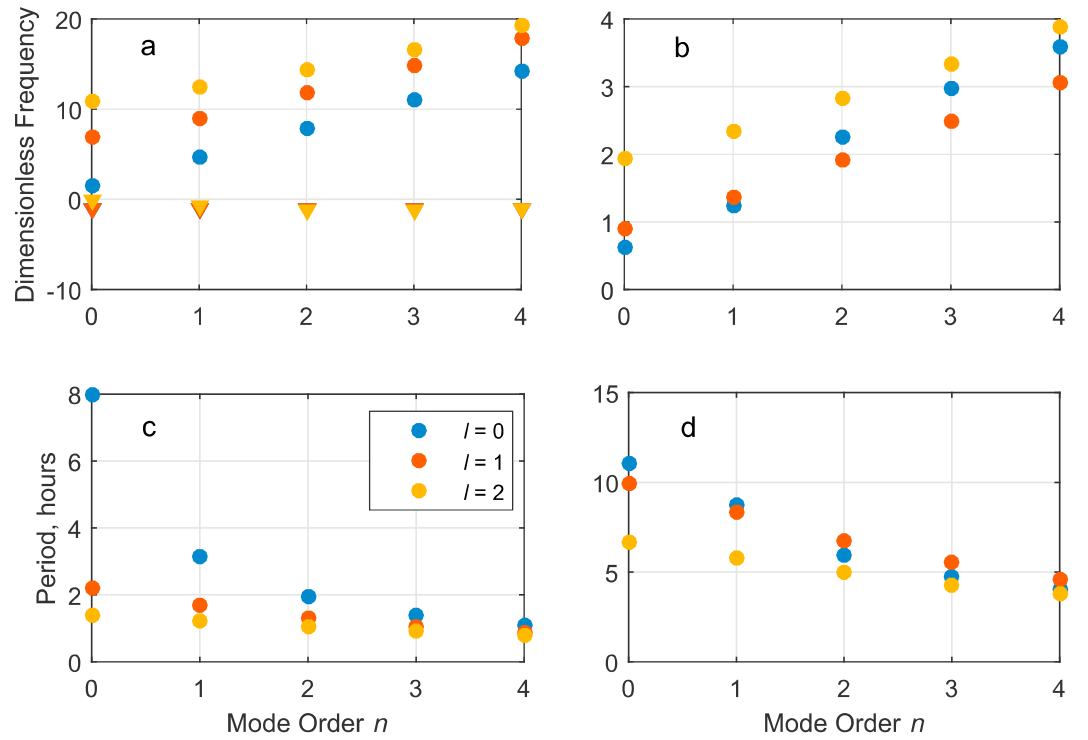 Dimensionless Frequency
20
10
0
-10
a
0 1 2 3 4
4
3
2
1
0
b
0 1 2 3 4
Period, hours
8
6
4
2
0
c
l = 0
l = 1
l = 2
0 1 2 3 4
Mode Order n
15
10
5
0
d
0 1 2 3 4
Mode Order n